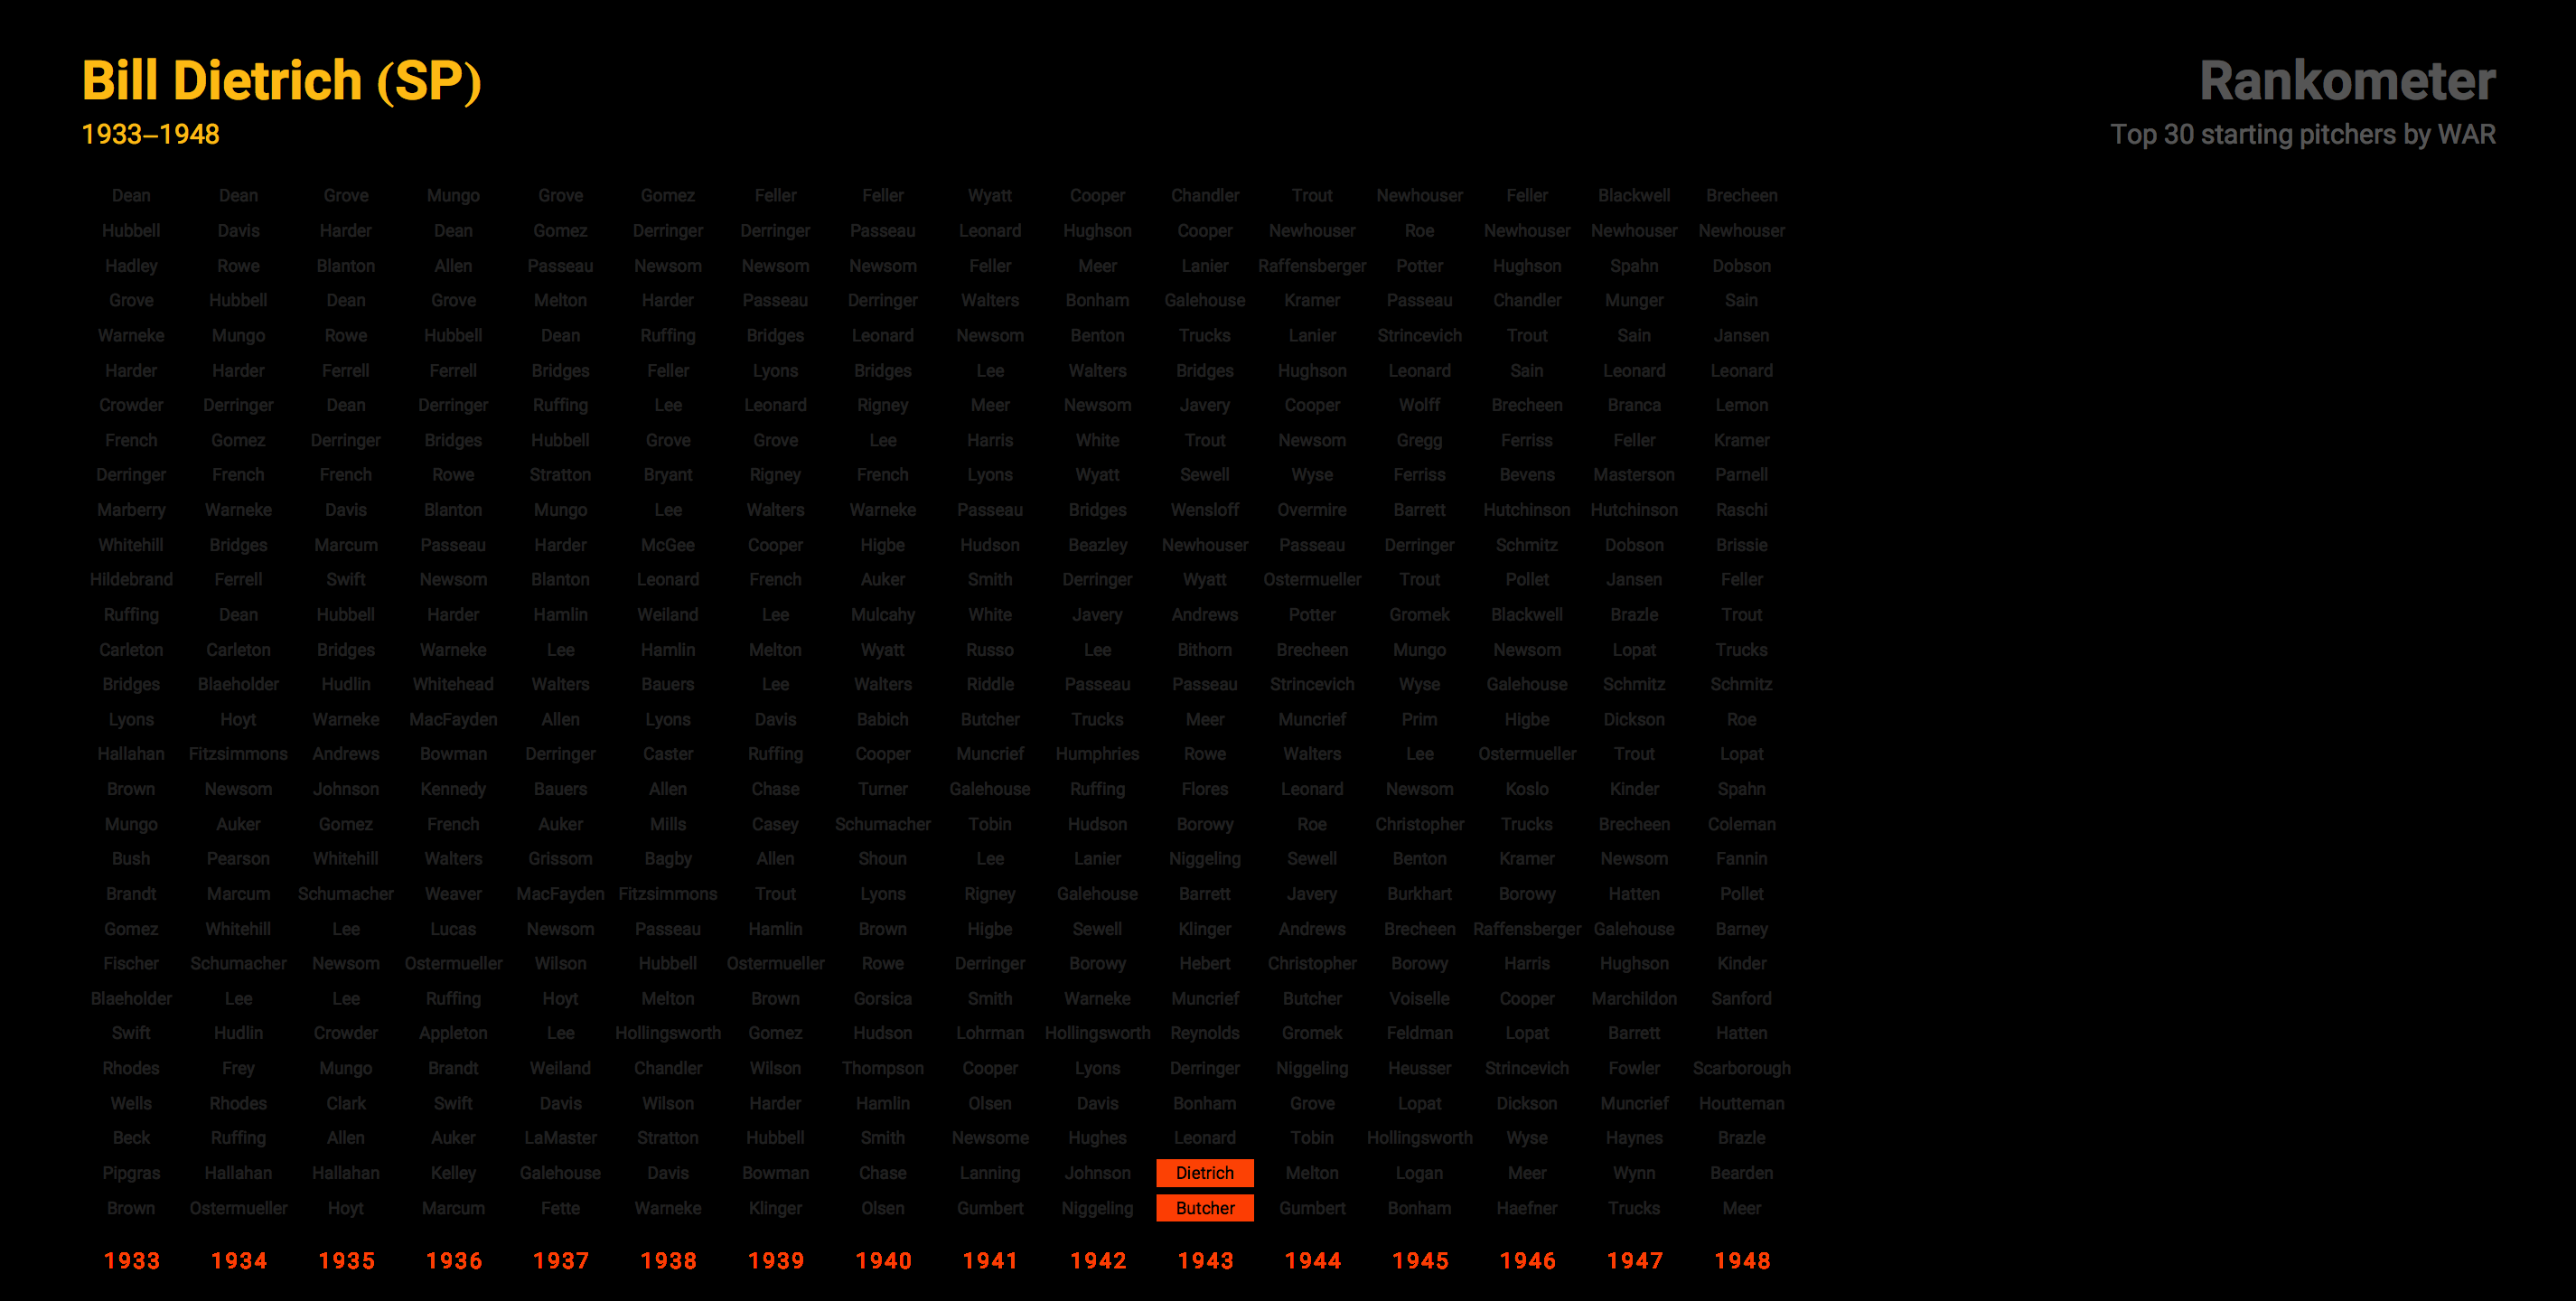 Bill Dietrich (SP)
1933–1948
Rankometer
Top 30 starting pitchers by WAR
Dean Dean Grove Mungo Grove Gomez Feller Feller Wyatt Cooper Chandler Trout Newhouser Feller Blackwell Brecheen
Hubbell Davis Harder Dean Gomez Derringer Derringer Passeau Leonard Hughson Cooper Newhouser Roe Newhouser Newhouser Newhouser
Hadley Rowe Blanton Allen Passeau Newsom Newsom Newsom Feller Meer Lanier Raffensberger Potter Hughson Spahn Dobson
Grove Hubbell Dean Grove Melton Harder Passeau Derringer Walters Bonham Galehouse Kramer Passeau Chandler Munger Sain
Warneke Mungo Rowe Hubbell Dean Ruffing Bridges Leonard Newsom Benton Trucks Lanier Strincevich Trout Sain Jansen
Harder Harder Ferrell Ferrell Bridges Feller Lyons Bridges Lee Walters Bridges Hughson Leonard Sain Leonard Leonard
Crowder Derringer Dean Derringer Ruffing Lee Leonard Rigney Meer Newsom Javery Cooper Wolff Brecheen Branca Lemon
French Gomez Derringer Bridges Hubbell Grove Grove Lee Harris White Trout Newsom Gregg Ferriss Feller Kramer
Derringer French French Rowe Stratton Bryant Rigney French Lyons Wyatt Sewell Wyse Ferriss Bevens Masterson Parnell
Marberry Warneke Davis Blanton Mungo Lee Walters Warneke Passeau Bridges Wensloff Overmire Barrett Hutchinson Hutchinson Raschi
Whitehill Bridges Marcum Passeau Harder McGee Cooper Higbe Hudson Beazley Newhouser Passeau Derringer Schmitz Dobson Brissie
Hildebrand Ferrell Swift Newsom Blanton Leonard French Auker Smith Derringer Wyatt Ostermueller Trout Pollet Jansen Feller
Ruffing Dean Hubbell Harder Hamlin Weiland Lee Mulcahy White Javery Andrews Potter Gromek Blackwell Brazle Trout
Carleton Carleton Bridges Warneke Lee Hamlin Melton Wyatt Russo Lee Bithorn Brecheen Mungo Newsom Lopat Trucks
Bridges Blaeholder Hudlin Whitehead Walters Bauers Lee Walters Riddle Passeau Passeau Strincevich Wyse Galehouse Schmitz Schmitz
Lyons Hoyt Warneke MacFayden Allen Lyons Davis Babich Butcher Trucks Meer Muncrief Prim Higbe Dickson Roe
Hallahan Fitzsimmons Andrews Bowman Derringer Caster Ruffing Cooper Muncrief Humphries Rowe Walters Lee Ostermueller Trout Lopat
Brown Newsom Johnson Kennedy Bauers Allen Chase Turner Galehouse Ruffing Flores Leonard Newsom Koslo Kinder Spahn
Mungo Auker Gomez French Auker Mills Casey Schumacher Tobin Hudson Borowy Roe Christopher Trucks Brecheen Coleman
Bush Pearson Whitehill Walters Grissom Bagby Allen Shoun Lee Lanier Niggeling Sewell Benton Kramer Newsom Fannin
Brandt Marcum Schumacher Weaver MacFayden Fitzsimmons Trout Lyons Rigney Galehouse Barrett Javery Burkhart Borowy Hatten Pollet
Gomez Whitehill Lee Lucas Newsom Passeau Hamlin Brown Higbe Sewell Klinger Andrews Brecheen Raffensberger Galehouse Barney
Fischer Schumacher Newsom Ostermueller Wilson Hubbell Ostermueller Rowe Derringer Borowy Hebert Christopher Borowy Harris Hughson Kinder
Blaeholder Lee Lee Ruffing Hoyt Melton Brown Gorsica Smith Warneke Muncrief Butcher Voiselle Cooper Marchildon Sanford
Swift Hudlin Crowder Appleton Lee Hollingsworth Gomez Hudson Lohrman Hollingsworth Reynolds Gromek Feldman Lopat Barrett Hatten
Rhodes Frey Mungo Brandt Weiland Chandler Wilson Thompson Cooper Lyons Derringer Niggeling Heusser Strincevich Fowler Scarborough
Wells Rhodes Clark Swift Davis Wilson Harder Hamlin Olsen Davis Bonham Grove Lopat Dickson Muncrief Houtteman
Beck Ruffing Allen Auker LaMaster Stratton Hubbell Smith Newsome Hughes Leonard Tobin Hollingsworth Wyse Haynes Brazle
Pipgras Hallahan Hallahan Kelley Galehouse Davis Bowman Chase Lanning Johnson Dietrich Melton Logan Meer Wynn Bearden
Brown Ostermueller Hoyt Marcum Fette Warneke Klinger Olsen Gumbert Niggeling Butcher Gumbert Bonham Haefner Trucks Meer
1933 1934 1935 1936 1937 1938 1939 1940 1941 1942 1943 1944 1945 1946 1947 1948